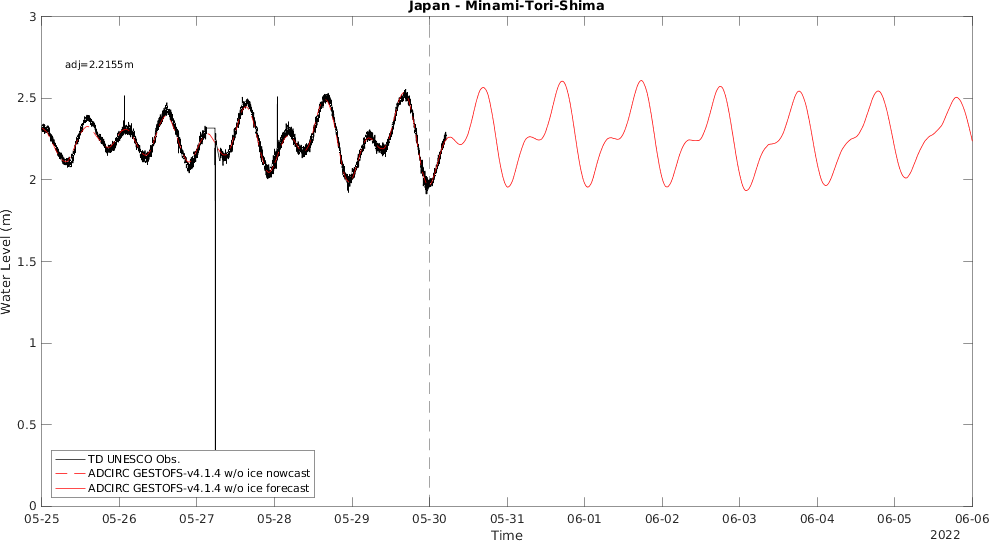 Japan - Minami-Tori-Shima
adj=2.2155m
Water Level (m)
3
2.5
2
1.5
1
0.5
0
TD UNESCO Obs.
ADCIRC GESTOFS-v4.1.4 w/o ice nowcast
ADCIRC GESTOFS-v4.1.4 w/o ice forecast
05-25 05-26 05-27 05-28 05-29 05-30 05-31 06-01 06-02 06-03 06-04 06-05 06-06
Time
2022